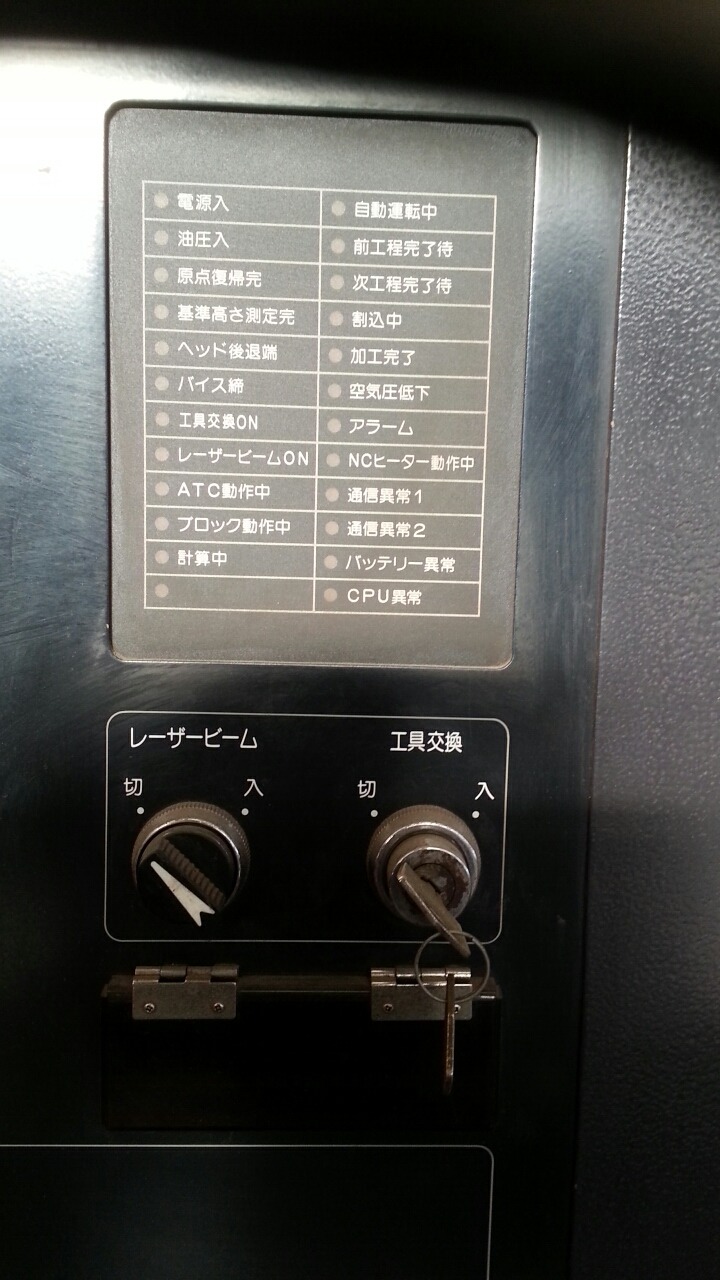 電源入
油圧入
原点復帰完
基準高さ測定完
ヘッド後退端
バイス締
工具交換ON
レーザービームON
ATC動作中
ブロック動作中
計算中
自動運転中
前工程完了待
次工程完了待
割込中
加工完了
空気圧低下
アラーム
NCヒーター動作中
通信異常1
通信異常2
バッテリー異常
CPU異常
レーザービーム
切 入
工具交換
切 入